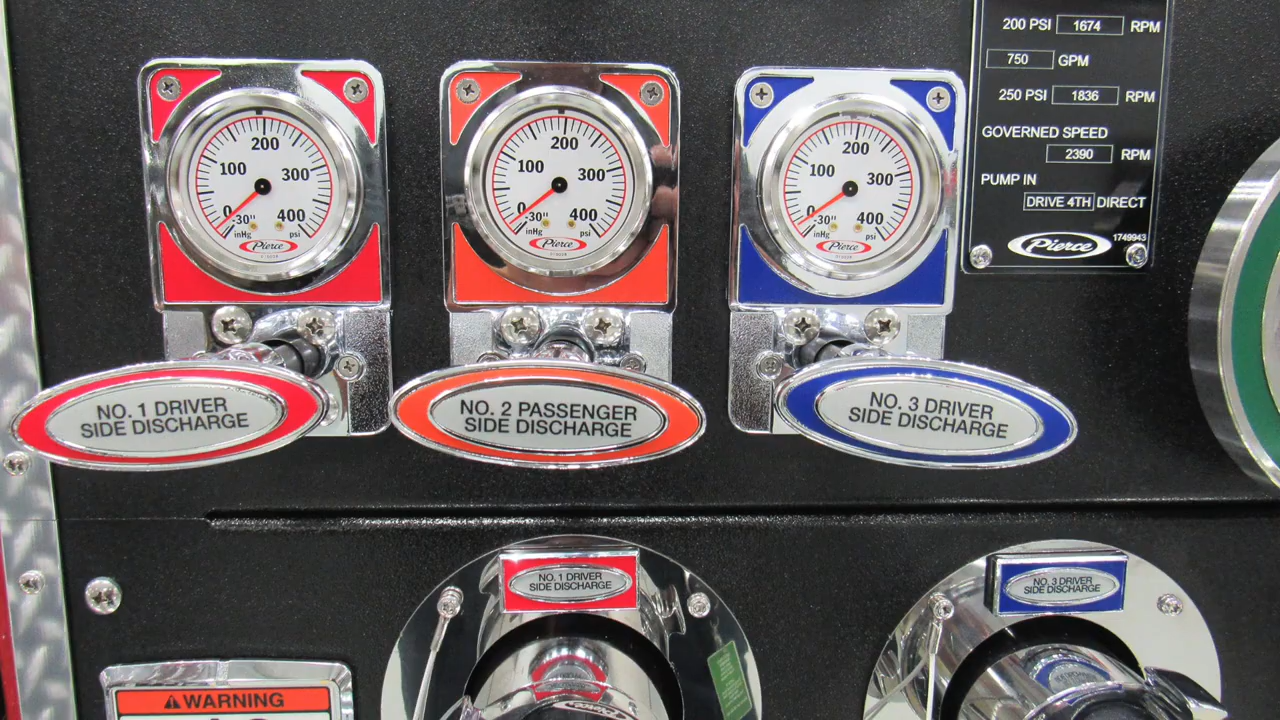 200 PSI 1674 RPM
750 GPM
250 PSI 1836 RPM
GOVERNED SPEED
2390 RPM
PUMP IN
DRIVE 4TH DIRECT
Pierce 1749943
200
100 300
0 -30" 400
inHg psi
Pierce
200
100 300
0 -30" 400
inHg psi
Pierce
200
100 300
0 -30" 400
inHg psi
Pierce
NO. 1 DRIVER
SIDE DISCHARGE
NO. 2 PASSENGER
SIDE DISCHARGE
NO. 3 DRIVER
SIDE DISCHARGE
NO. 1 DRIVER
SIDE DISCHARGE
NO. 3 DRIVER
SIDE DISCHARGE
WARNING